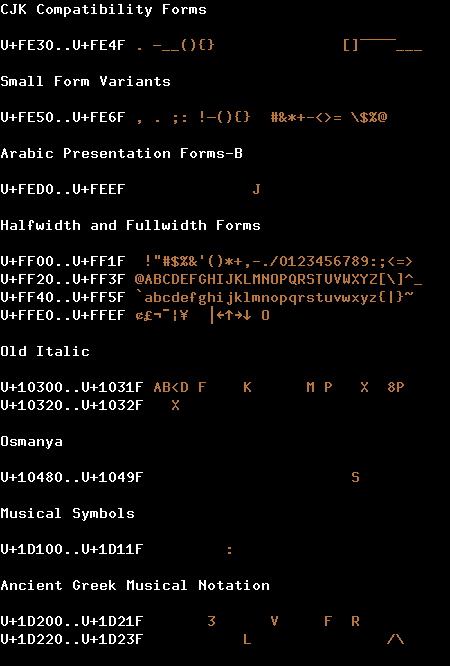 CJK Compatibility Forms
U+FE30..U+FE4F . —__(){} []‾‾‾‾___
Small Form Variants
U+FE50..U+FE6F , . ;: !—(){} #&*+-<>= \$%@
Arabic Presentation Forms-B
U+FED0..U+FEEF J
Halfwidth and Fullwidth Forms
U+FF00..U+FF1F !"#$%&'()*+,-./0123456789:;<=>
U+FF20..U+FF3F @ABCDEFGHIJKLMNOPQRSTUVWXYZ[\]^_
U+FF40..U+FF5F `abcdefghijklmnopqrstuvwxyz{|}~
U+FFE0..U+FFEF ¢£¬¯¦¥ │←↑→↓ O
Old Italic
U+10300..U+1031F AB<D F K M P X 8P
U+10320..U+1032F X
Osmanya
U+10480..U+1049F S
Musical Symbols
U+1D100..U+1D11F :
Ancient Greek Musical Notation
U+1D200..U+1D21F 3 V F R
U+1D220..U+1D23F L /\